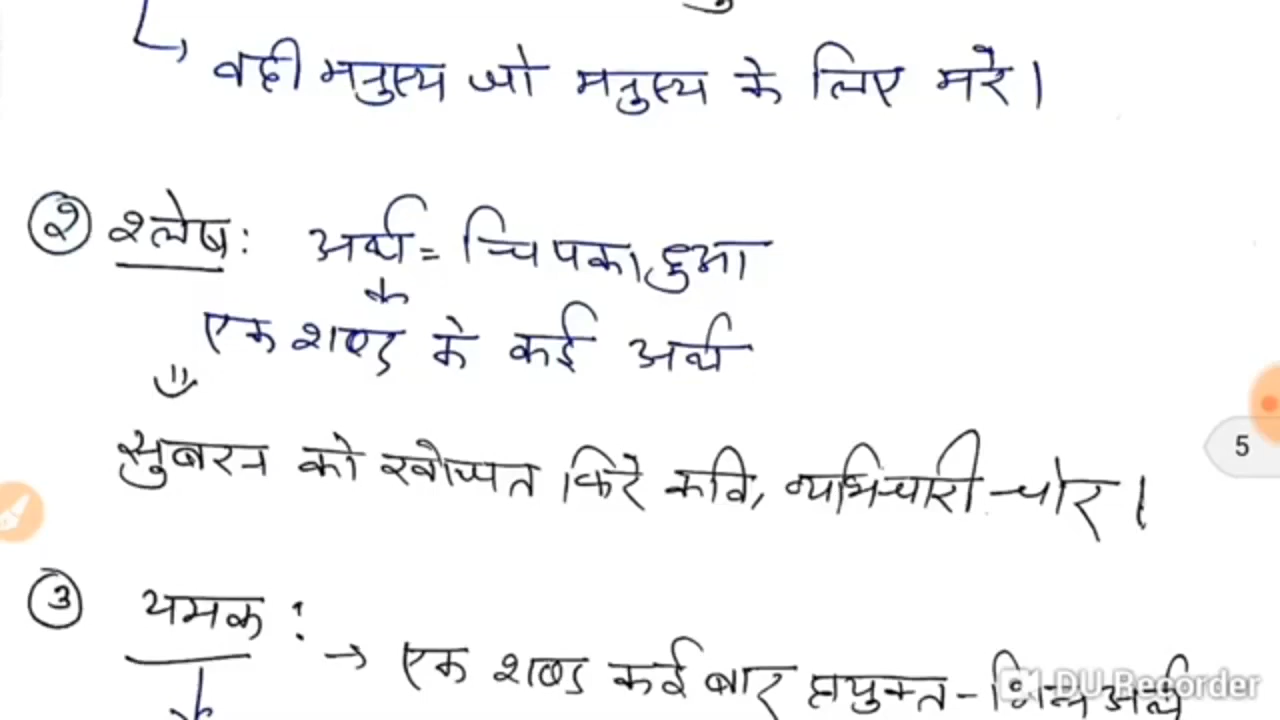 वही मनुष्य जो मनुष्य के लिए मरे।
② श्लेष: अर्थ = चिपका हुआ
एक शब्द के कई अर्थ
सुबरन को खोजत फिरे कवि, व्यभिचारी चोर।
5
③ यमक :
→ एक शब्द कई बार प्रयुक्त - भिन्न अर्थ
DU Recorder